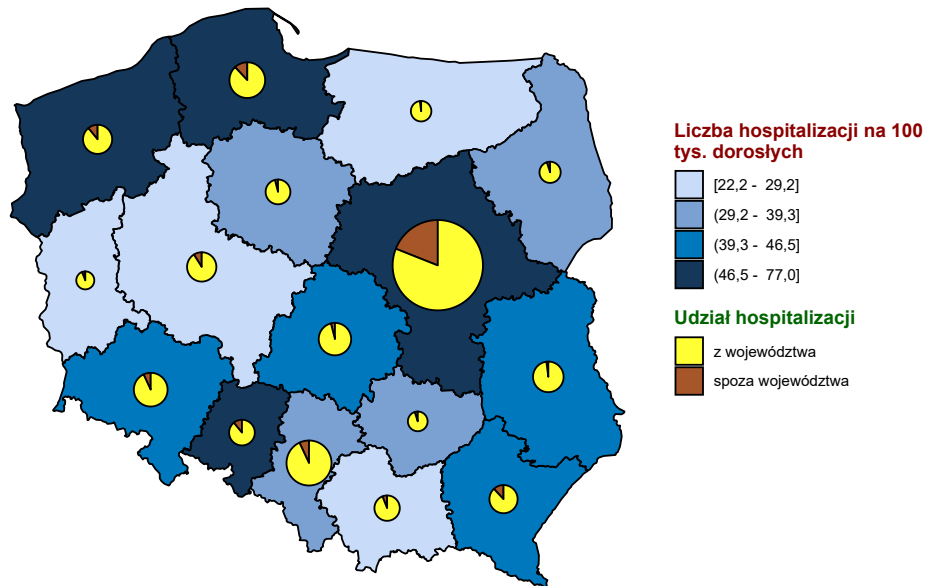 Liczba hospitalizacji na 100
tys. dorosłych
[22,2 - 29,2]
(29,2 - 39,3]
(39,3 - 46,5]
(46,5 - 77,0]
Udział hospitalizacji
z województwa
spoza województwa